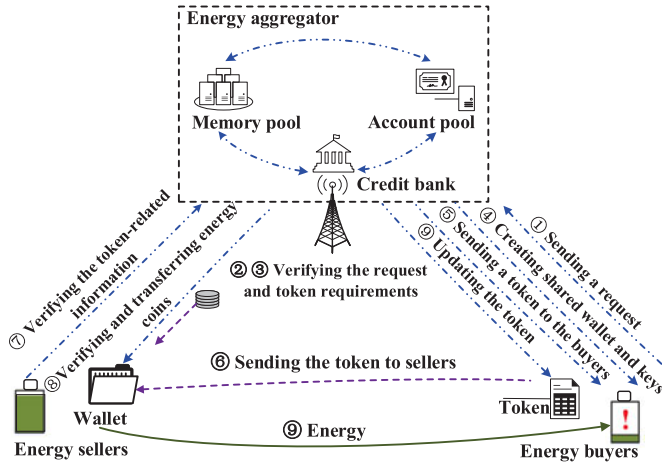 Energy aggregator
Memory pool
Account pool
Credit bank
① Sending a request
④ Creating shared wallet and keys
⑤ Sending a token to the buyers
⑨ Updating the token
② ③ Verifying the request
and token requirements
⑦ Verifying the token-related
information
⑧ Verifying and transferring energy
coins
⑥ Sending the token to sellers
Wallet
Token
Energy sellers
⑨ Energy
Energy buyers